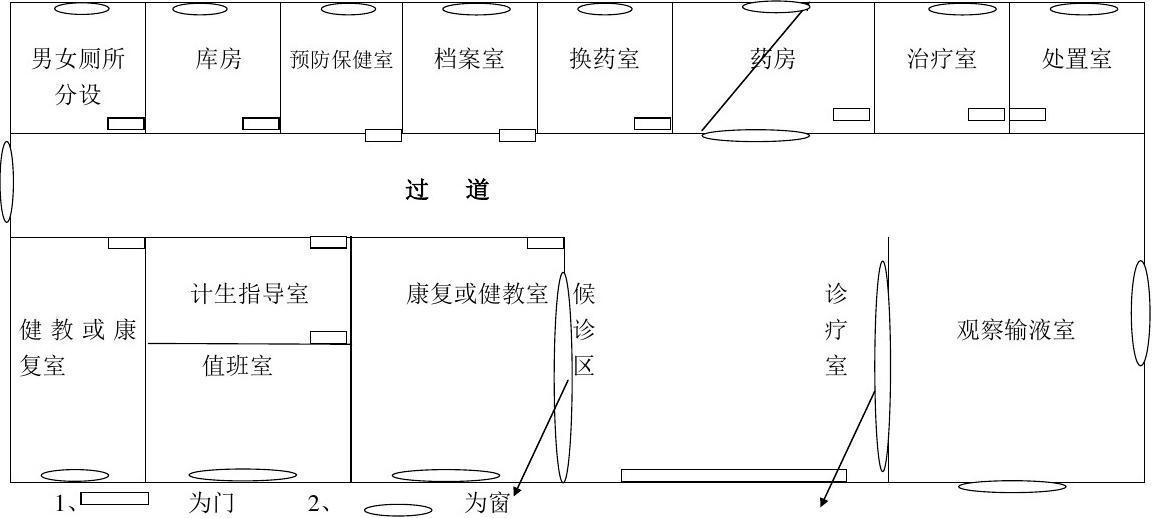 男女厕所
分设
库房
预防保健室
档案室
换药室
药房
治疗室
处置室
过 道
计生指导室
康复或健教室
候
诊
区
诊
疗
室
健教或康
复室
值班室
观察输液室
1、 为门 2、 为窗